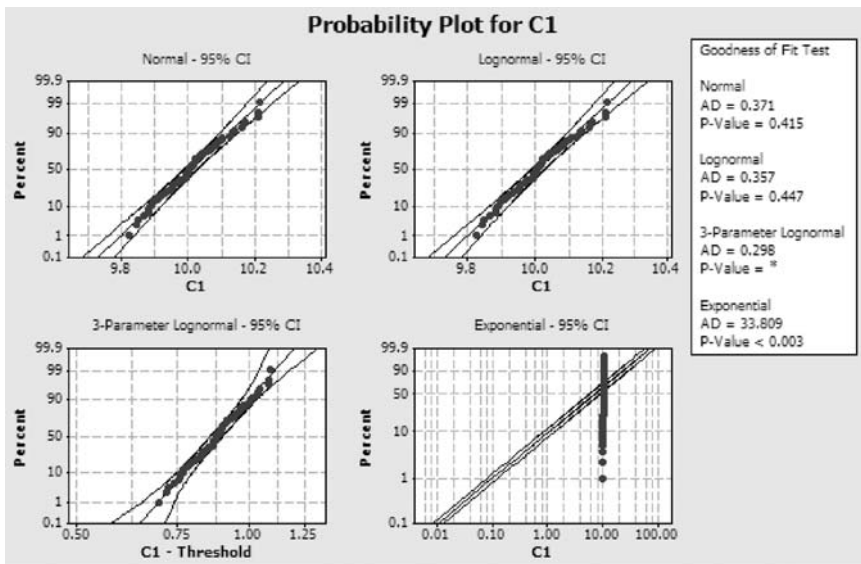 Probability Plot for C1
Normal - 95% CI
99.9
99
90
50
10
1
0.1
Percent
9.8 10.0 10.2 10.4
C1
Lognormal - 95% CI
99.9
99
90
50
10
1
0.1
Percent
9.8 10.0 10.2 10.4
C1
Goodness of Fit Test
Normal
AD = 0.371
P-Value = 0.415
Lognormal
AD = 0.357
P-Value = 0.447
3-Parameter Lognormal
AD = 0.298
P-Value = *
Exponential
AD = 33.809
P-Value < 0.003
3-Parameter Lognormal - 95% CI
99.9
99
90
50
10
1
0.1
Percent
0.50 0.75 1.00 1.25
C1 - Threshold
Exponential - 95% CI
99.9
90
50
10
1
0.1
Percent
0.01 0.10 1.00 10.00 100.00
C1